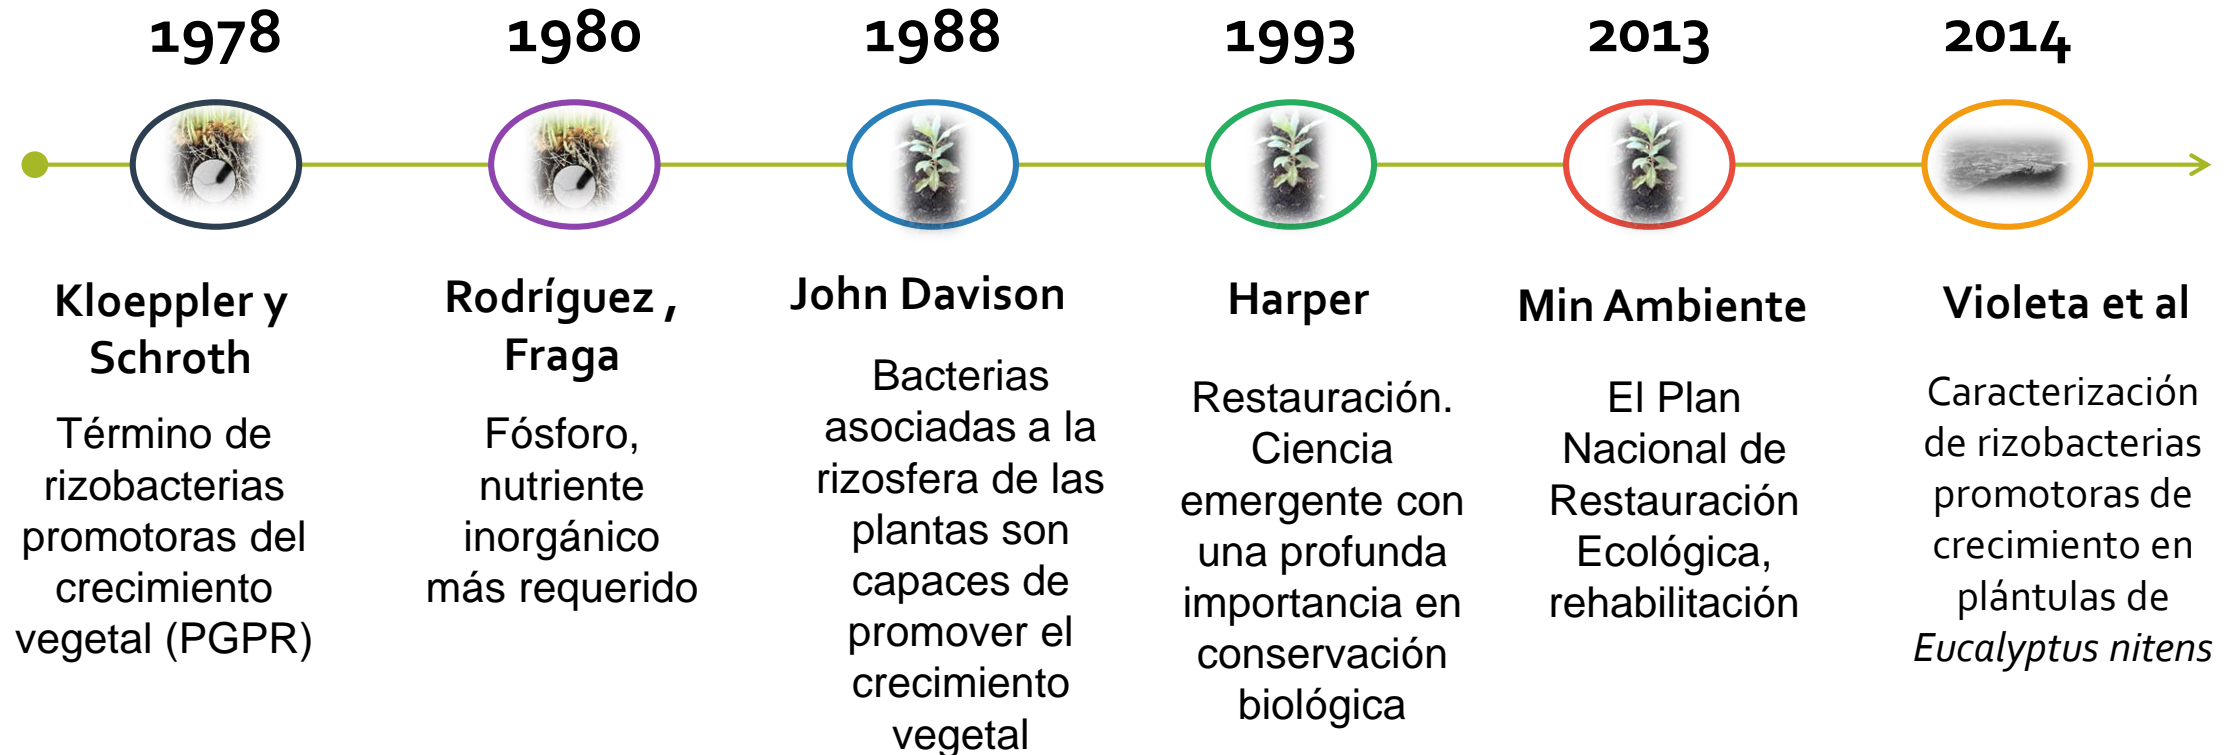 1978
Kloeppler y
Schroth
Término de
rizobacterias
promotoras del
crecimiento
vegetal (PGPR)
1980
Rodríguez ,
Fraga
Fósforo,
nutriente
inorgánico
más requerido
1988
John Davison
Bacterias
asociadas a la
rizosfera de las
plantas son
capaces de
promover el
crecimiento
vegetal
1993
Harper
Restauración.
Ciencia
emergente con
una profunda
importancia en
conservación
biológica
2013
Min Ambiente
El Plan
Nacional de
Restauración
Ecológica,
rehabilitación
2014
Violeta et al
Caracterización
de rizobacterias
promotoras de
crecimiento en
plántulas de
Eucalyptus nitens